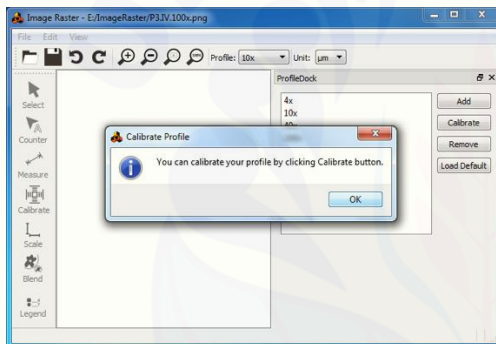 Image Raster - E:/ImageRaster/P3.IV.100x.png
File Edit View
Profile: 10x Unit: µm
ProfileDock
Select
Counter
Measure
Calibrate
Scale
Blend
Legend
4x
10x
Add
Calibrate
Remove
Load Default
Calibrate Profile
You can calibrate your profile by clicking Calibrate button.
OK